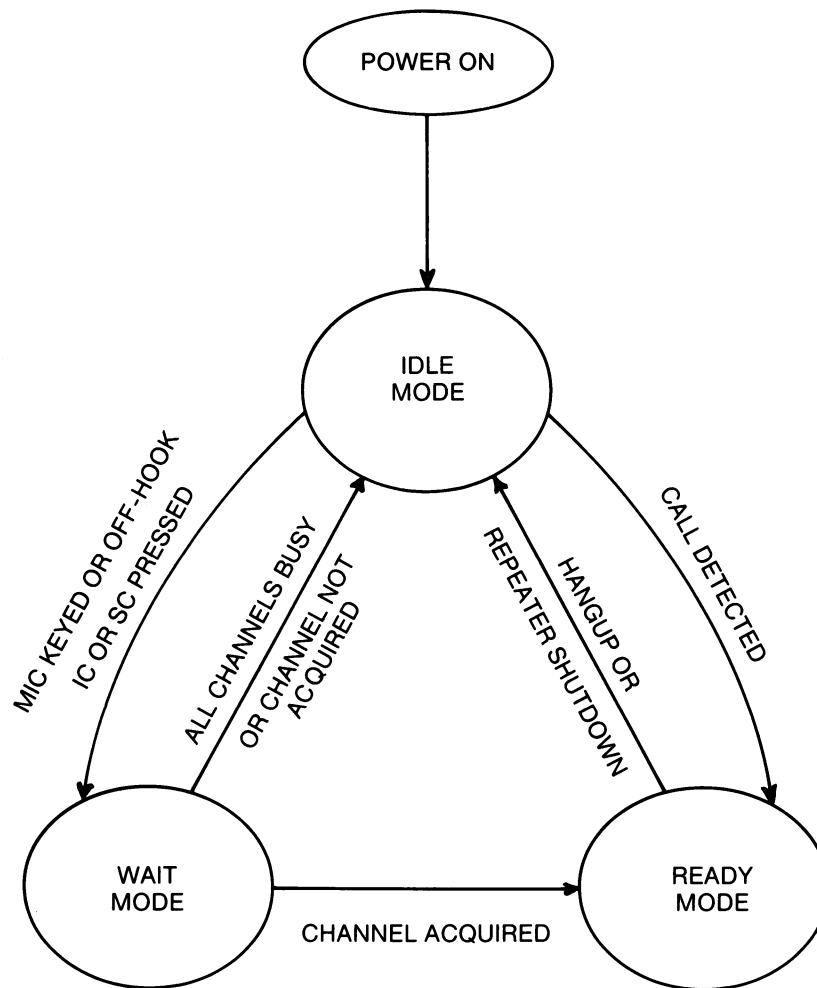 POWER ON
IDLE
MODE
MIC KEYED OR OFF-HOOK
IC OR SC PRESSED
ALL CHANNELS BUSY
OR CHANNEL NOT
ACQUIRED
HANGUP OR
REPEATER SHUTDOWN
CALL DETECTED
WAIT
MODE
CHANNEL ACQUIRED
READY
MODE